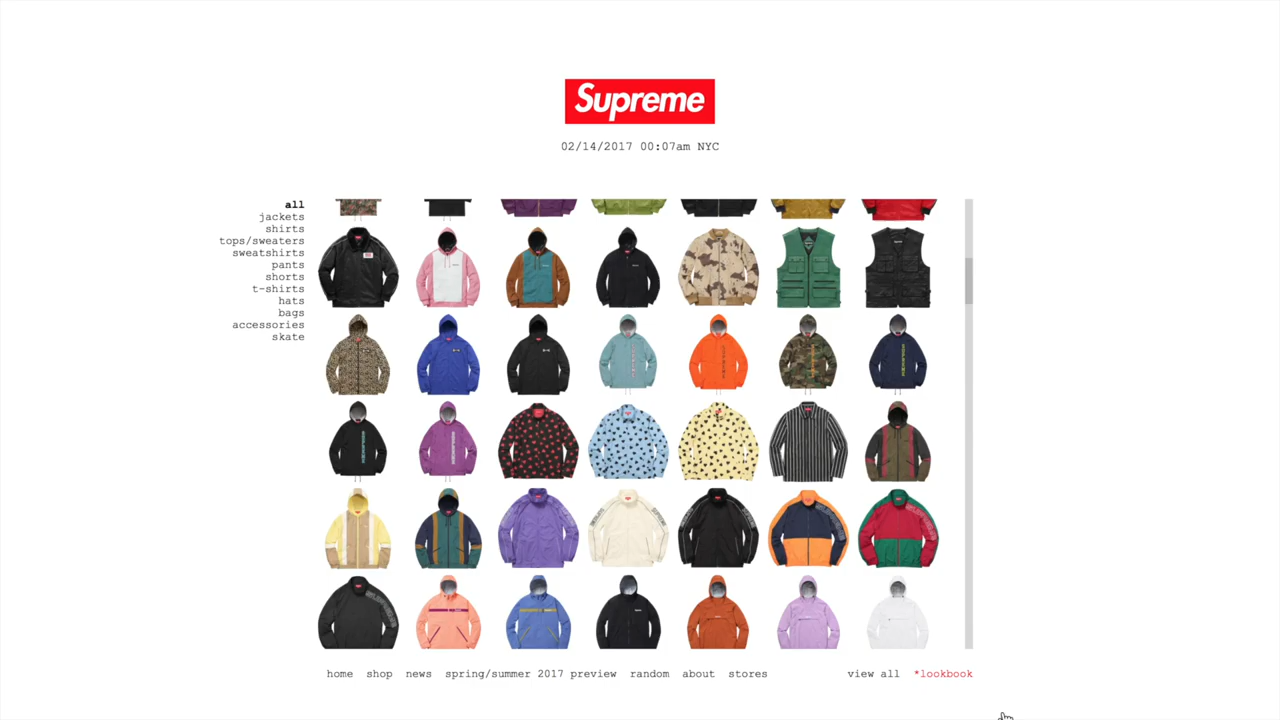 Supreme
02/14/2017 00:07am NYC
all
jackets
shirts
tops/sweaters
sweatshirts
pants
shorts
t-shirts
hats
bags
accessories
skate
home shop news spring/summer 2017 preview random about stores view all *lookbook